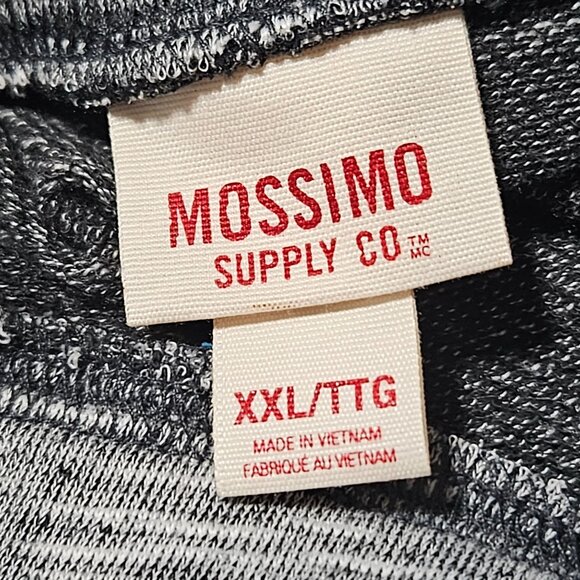 MOSSIMO
SUPPLY CO ™ MC
XXL/TTG
MADE IN VIETNAM
FABRIQUÉ AU VIETNAM